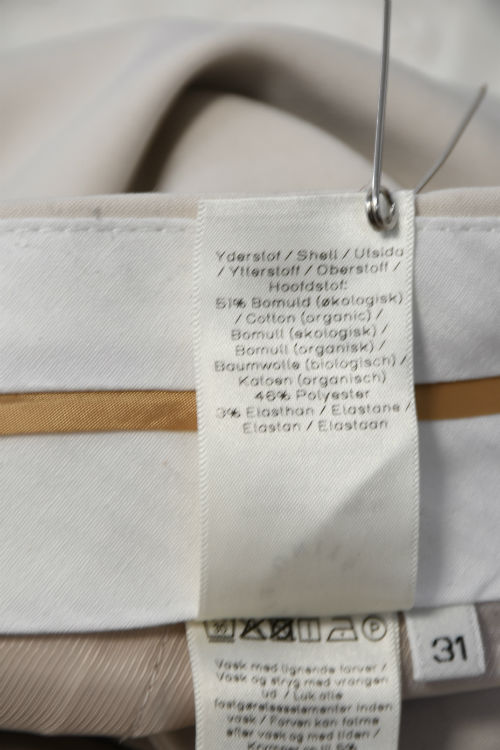 Yderstof / Shell / Utsida
/ Ytterstoff / Oberstoff /
Hoofdstof:
51% Bomuld (økologisk)
/ Cotton (organic) /
Bomull (ekologisk) /
Bomull (organisk) /
Baumwolle (biologisch) /
Katoen (organisch)
46% Polyester
3% Elasthan / Elastane /
Elastan / Elastaan
30
P
31
Vask med lignende farver /
Vask og stryg med vrangen
ud / Luk alle
fastgørelseselementer inden
vask / Farven kan falme
efter vask og med tiden /